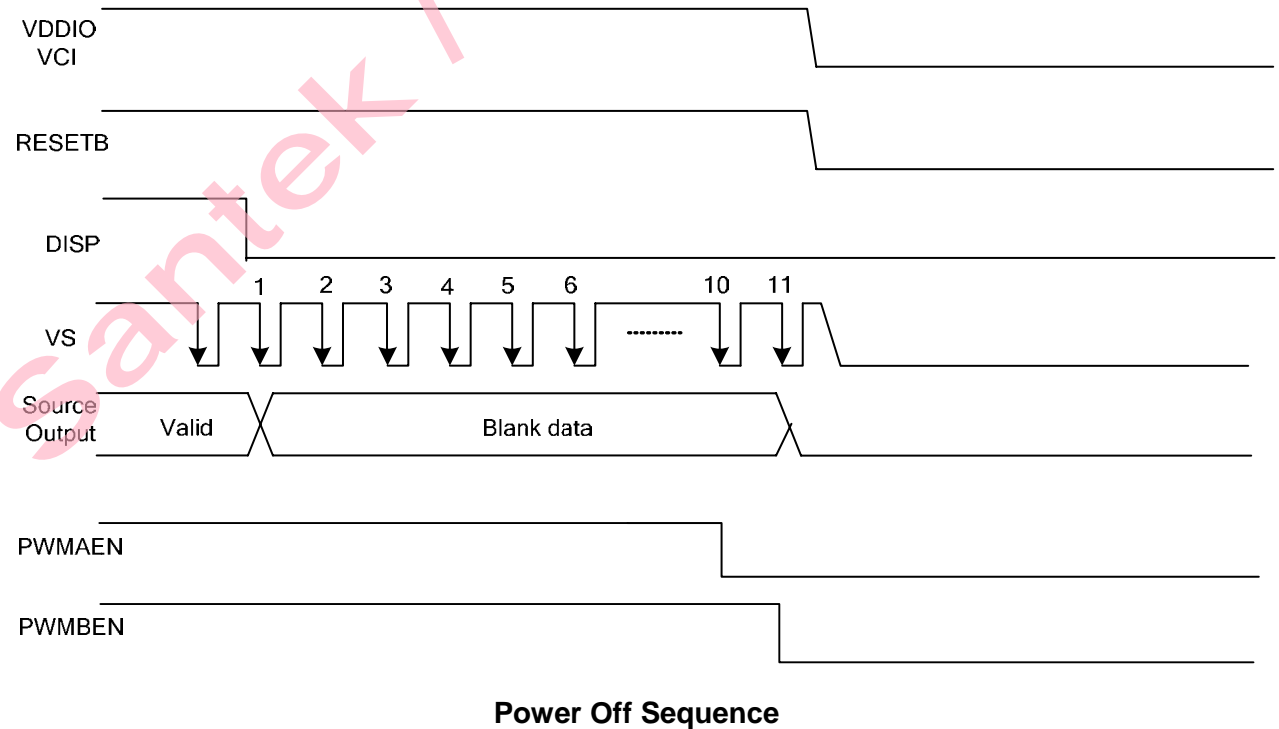 VDDIO
VCI
RESETB
DISP
1 2 3 4 5 6 10 11
VS
Source
Output
Valid
Blank data
PWMAEN
PWMBEN
Power Off Sequence
Santek /